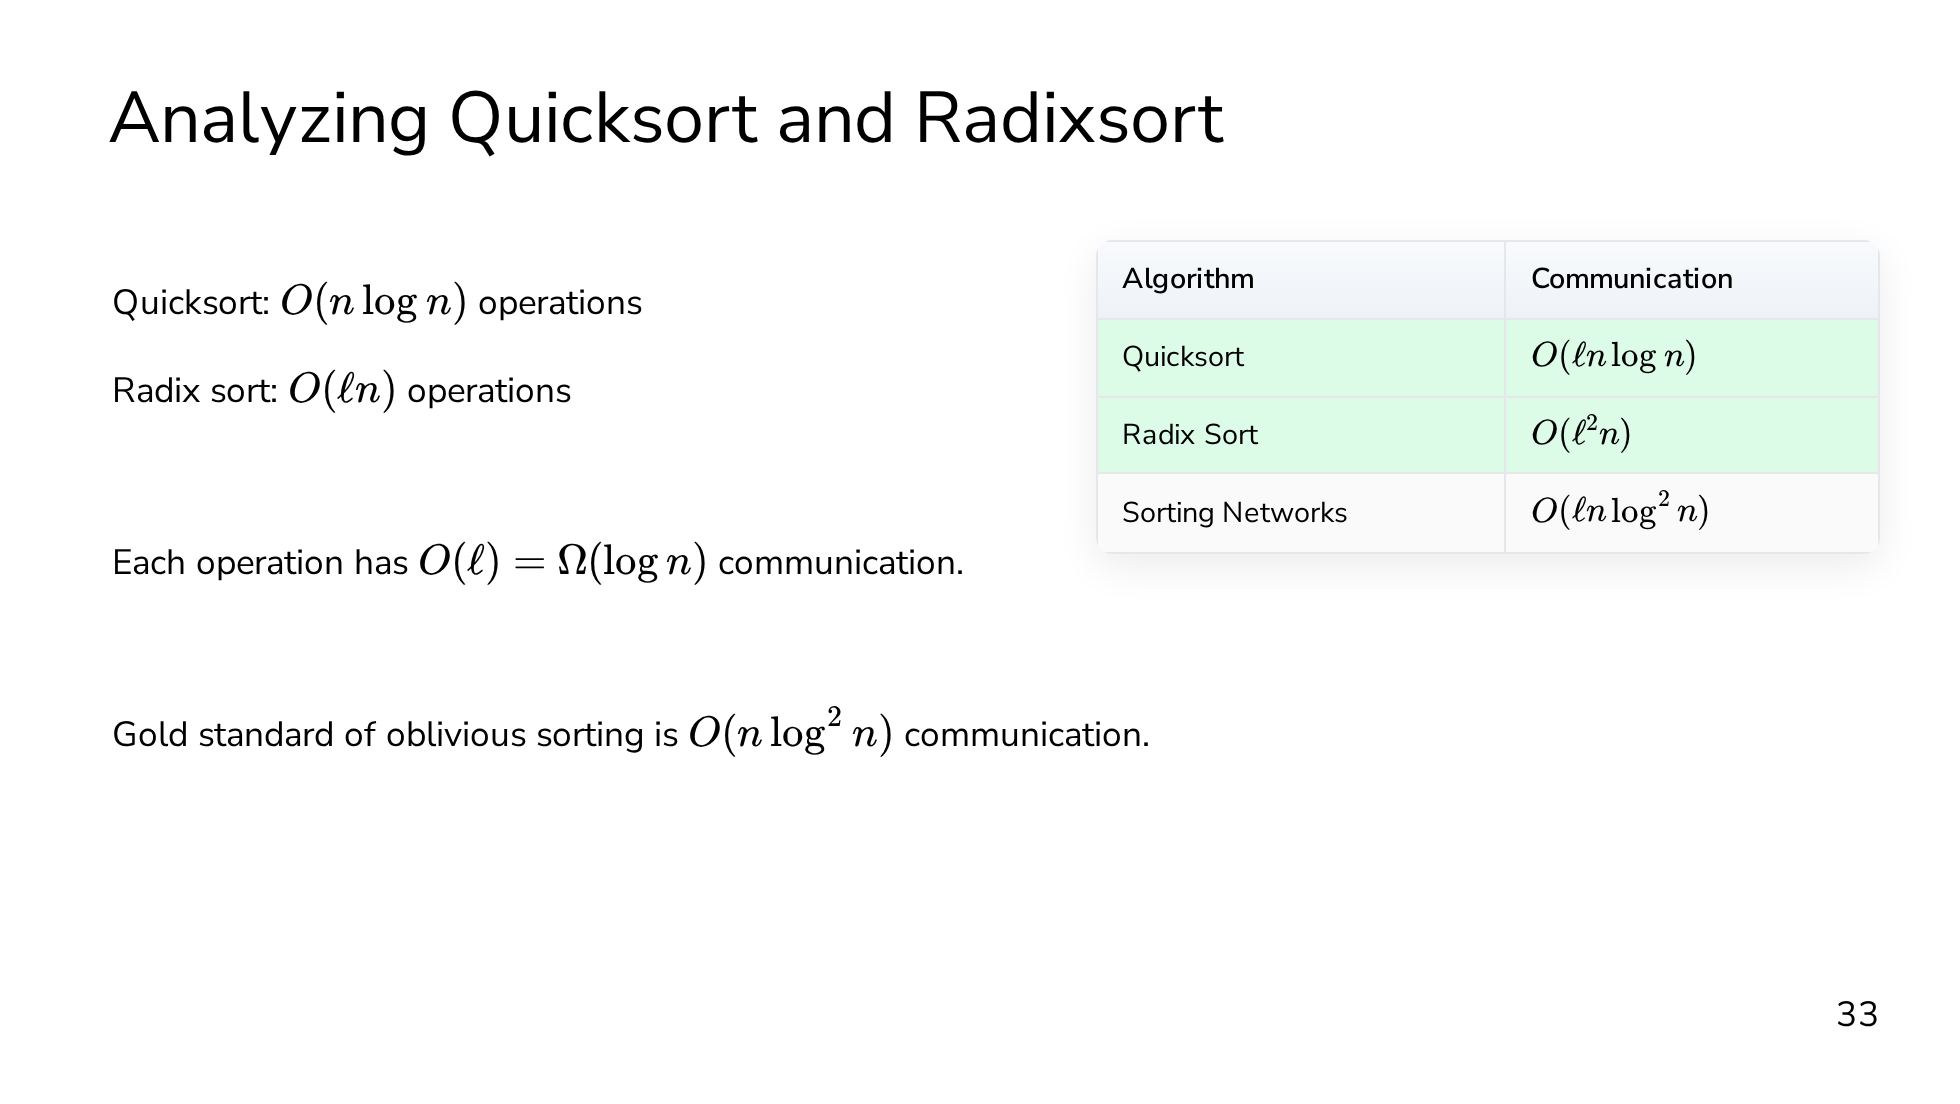 Analyzing Quicksort and Radixsort
Quicksort: O(n log n) operations
Radix sort: O(ℓn) operations
Each operation has O(ℓ) = Ω(log n) communication.
Gold standard of oblivious sorting is O(n log² n) communication.
Algorithm Communication
Quicksort O(ℓn log n)
Radix Sort O(ℓ²n)
Sorting Networks O(ℓn log² n)
33